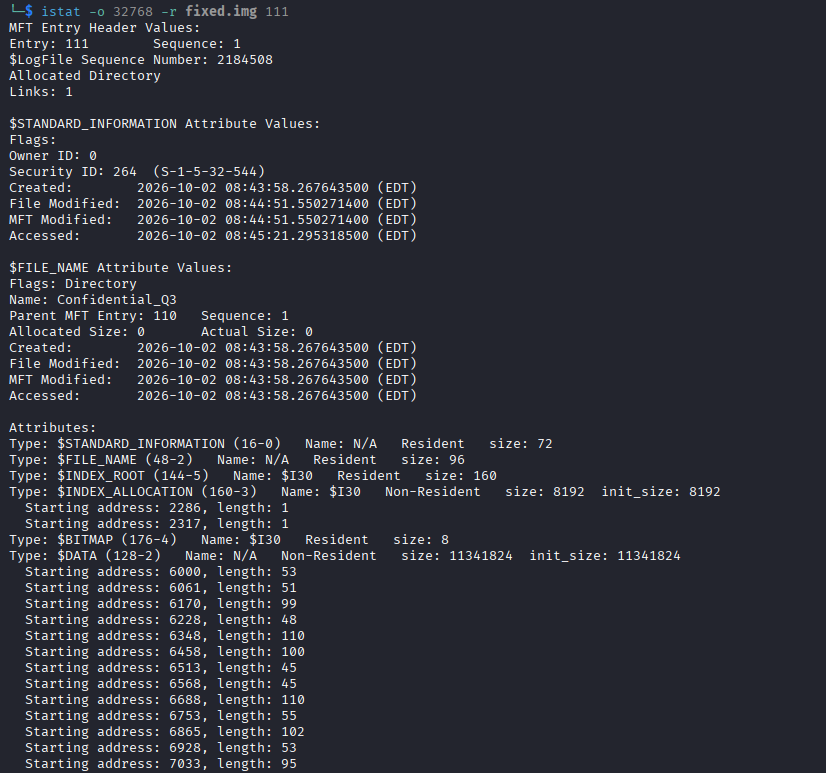 └─$ istat -o 32768 -r fixed.img 111
MFT Entry Header Values:
Entry: 111        Sequence: 1
$LogFile Sequence Number: 2184508
Allocated Directory
Links: 1

$STANDARD_INFORMATION Attribute Values:
Flags:
Owner ID: 0
Security ID: 264  (S-1-5-32-544)
Created:        2026-10-02 08:43:58.267643500 (EDT)
File Modified:  2026-10-02 08:44:51.550271400 (EDT)
MFT Modified:   2026-10-02 08:44:51.550271400 (EDT)
Accessed:       2026-10-02 08:45:21.295318500 (EDT)

$FILE_NAME Attribute Values:
Flags: Directory
Name: Confidential_Q3
Parent MFT Entry: 110   Sequence: 1
Allocated Size: 0       Actual Size: 0
Created:        2026-10-02 08:43:58.267643500 (EDT)
File Modified:  2026-10-02 08:43:58.267643500 (EDT)
MFT Modified:   2026-10-02 08:43:58.267643500 (EDT)
Accessed:       2026-10-02 08:43:58.267643500 (EDT)

Attributes:
Type: $STANDARD_INFORMATION (16-0)   Name: N/A   Resident   size: 72
Type: $FILE_NAME (48-2)   Name: N/A   Resident   size: 96
Type: $INDEX_ROOT (144-5)   Name: $I30   Resident   size: 160
Type: $INDEX_ALLOCATION (160-3)   Name: $I30   Non-Resident   size: 8192  init_size: 8192
  Starting address: 2286, length: 1
  Starting address: 2317, length: 1
Type: $BITMAP (176-4)   Name: $I30   Resident   size: 8
Type: $DATA (128-2)   Name: N/A   Non-Resident   size: 11341824  init_size: 11341824
  Starting address: 6000, length: 53
  Starting address: 6061, length: 51
  Starting address: 6170, length: 99
  Starting address: 6228, length: 48
  Starting address: 6348, length: 110
  Starting address: 6458, length: 100
  Starting address: 6513, length: 45
  Starting address: 6568, length: 45
  Starting address: 6688, length: 110
  Starting address: 6753, length: 55
  Starting address: 6865, length: 102
  Starting address: 6928, length: 53
  Starting address: 7033, length: 95